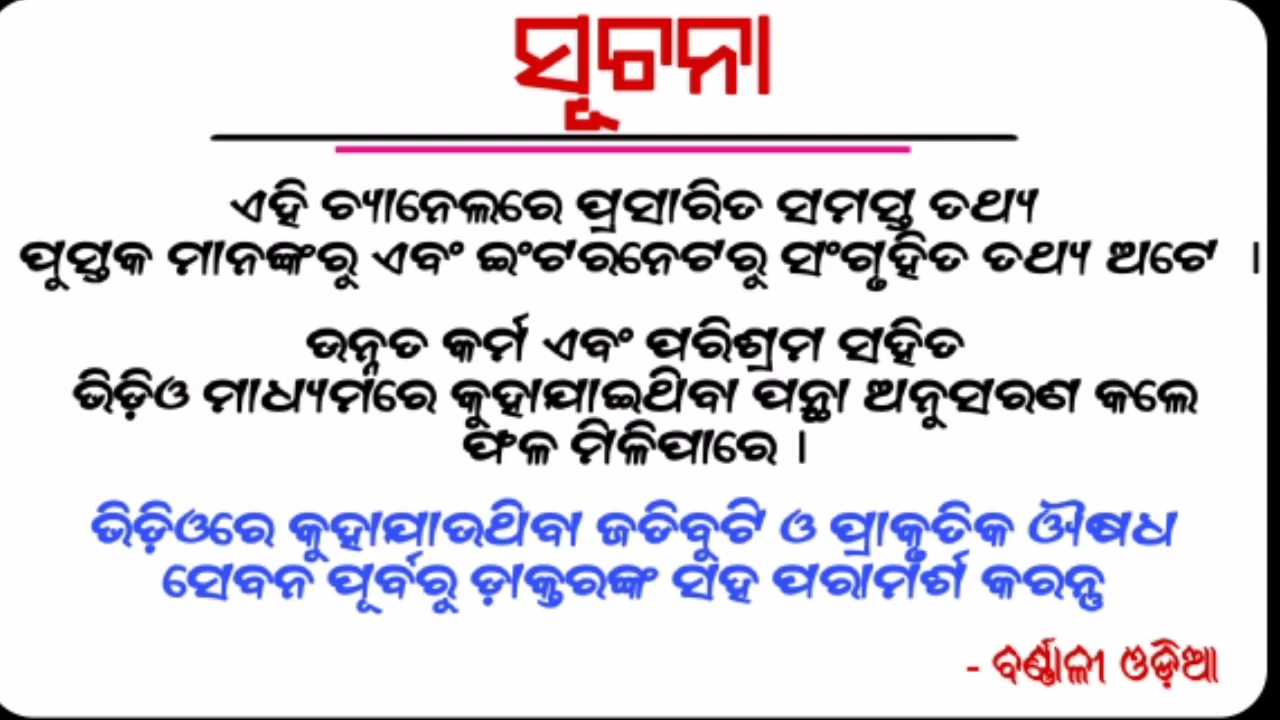 ସୂଚନା
ଏହି ଚ୍ୟାନେଲରେ ପ୍ରସାରିତ ସମସ୍ତ ତଥ୍ୟ
ପୁସ୍ତକ ମାନଙ୍କରୁ ଏବଂ ଇଂଟରନେଟରୁ ସଂଗୃହିତ ତଥ୍ୟ ଅଟେ ।
ଉନ୍ନତ କର୍ମ ଏବଂ ପରିଶ୍ରମ ସହିତ
ଭିଡ଼ିଓ ମାଧ୍ୟମରେ କୁହାଯାଇଥିବା ପନ୍ଥା ଅନୁସରଣ କଲେ
ଫଳ ମିଳିପାରେ ।
ଭିଡ଼ିଓରେ କୁହାଯାଉଥିବା ଜଡିବୁଟି ଓ ପ୍ରାକୃତିକ ଔଷଧ
ସେବନ ପୂର୍ବରୁ ଡ଼ାକ୍ତରଙ୍କ ସହ ପରାମର୍ଶ କରନ୍ତୁ
- ବର୍ଣ୍ଣାଳୀ ଓଡ଼ିଆ